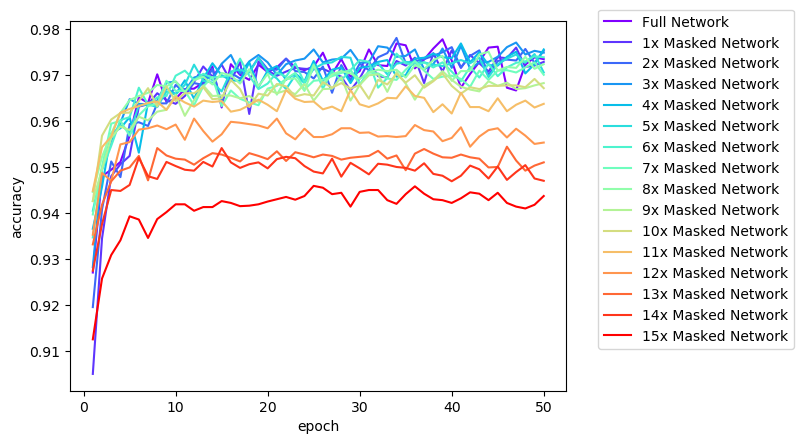 0.98
0.97
0.96
0.95
0.94
0.93
0.92
0.91
accuracy
0
10
20
30
40
50
epoch
Full Network
1x Masked Network
2x Masked Network
3x Masked Network
4x Masked Network
5x Masked Network
6x Masked Network
7x Masked Network
8x Masked Network
9x Masked Network
10x Masked Network
11x Masked Network
12x Masked Network
13x Masked Network
14x Masked Network
15x Masked Network